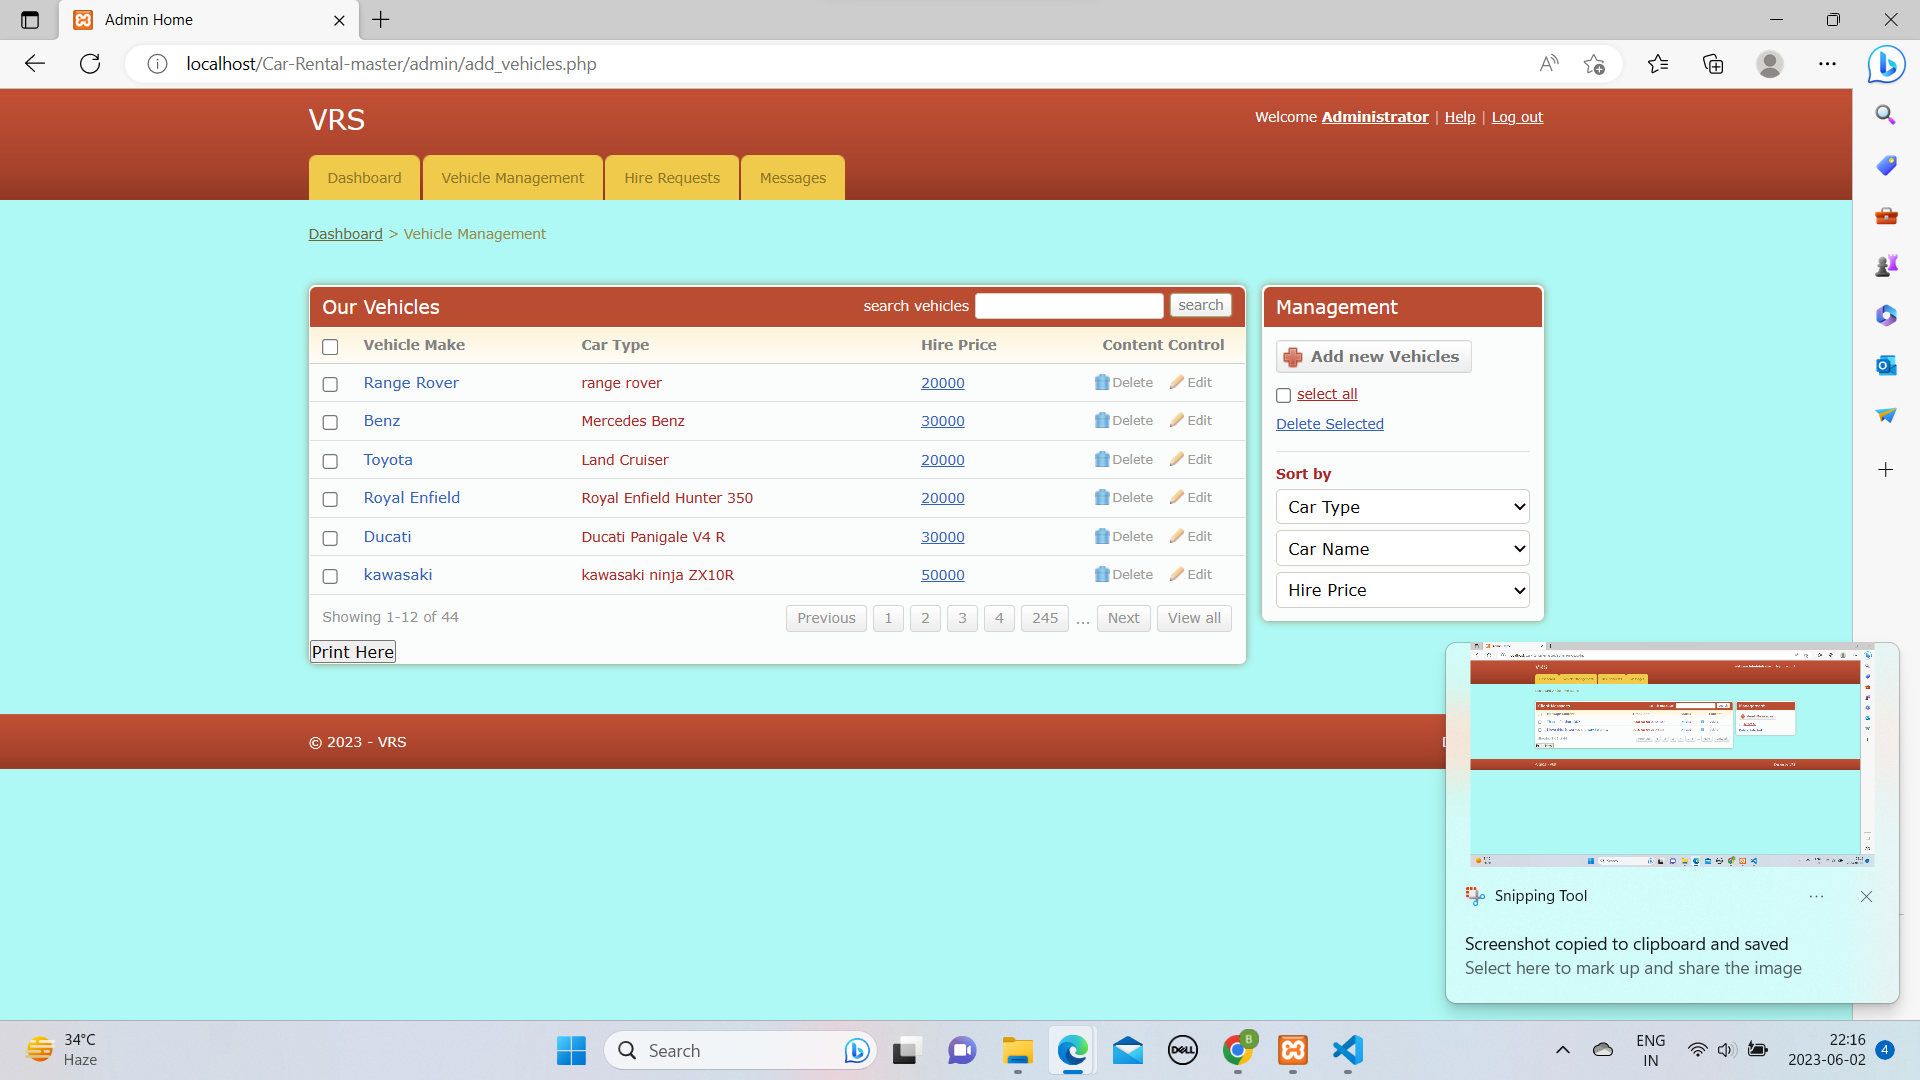 Admin Home
localhost/Car-Rental-master/admin/add_vehicles.php
VRS
Welcome Administrator | Help | Log out
Dashboard
Vehicle Management
Hire Requests
Messages
Dashboard > Vehicle Management
Our Vehicles
search vehicles
search
Vehicle Make Car Type Hire Price Content Control
Range Rover range rover 20000 Delete Edit
Benz Mercedes Benz 30000 Delete Edit
Toyota Land Cruiser 20000 Delete Edit
Royal Enfield Royal Enfield Hunter 350 20000 Delete Edit
Ducati Ducati Panigale V4 R 30000 Delete Edit
kawasaki kawasaki ninja ZX10R 50000 Delete Edit
Showing 1-12 of 44
Previous 1 2 3 4 245 ... Next View all
Print Here
Management
Add new Vehicles
select all
Delete Selected
Sort by
Car Type
Car Name
Hire Price
© 2023 - VRS
Snipping Tool
Screenshot copied to clipboard and saved
Select here to mark up and share the image
34°C
Haze
Search
DELL
B
ENG
IN
22:16
2023-06-02
4